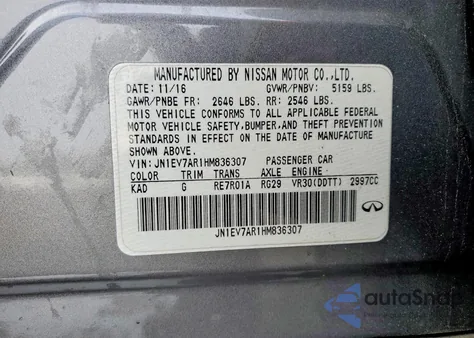 MANUFACTURED BY NISSAN MOTOR CO.,LTD.
DATE: 11/16 GVWR/PNBV: 5159 LBS.
GAWR/PNBE FR: 2646 LBS. RR: 2546 LBS.
THIS VEHICLE CONFORMS TO ALL APPLICABLE FEDERAL
MOTOR VEHICLE SAFETY, BUMPER, AND THEFT PREVENTION
STANDARDS IN EFFECT ON THE DATE OF MANUFACTURE
SHOWN ABOVE.
VIN: JN1EV7AR1HM836307 PASSENGER CAR
COLOR TRIM TRANS AXLE ENGINE:
KAD G RE7R01A RG29 VR30(DDTT) 2997CC
JN1EV7AR1HM836307
autoSnap